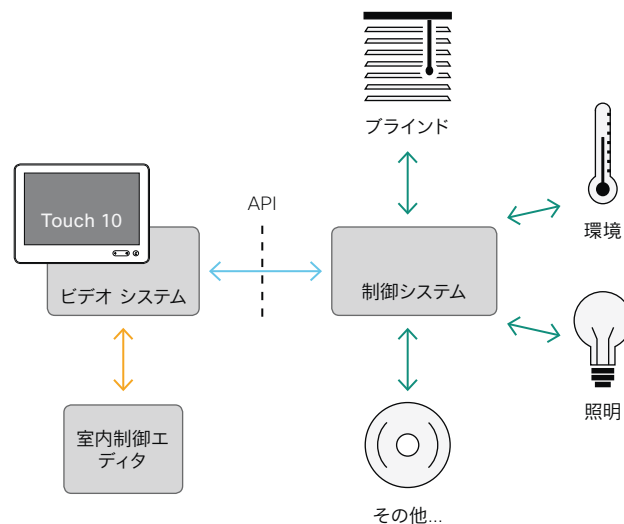 ブラインド
Touch 10
API
環境
ビデオ システム
制御システム
照明
室内制御エ
ディタ
その他...